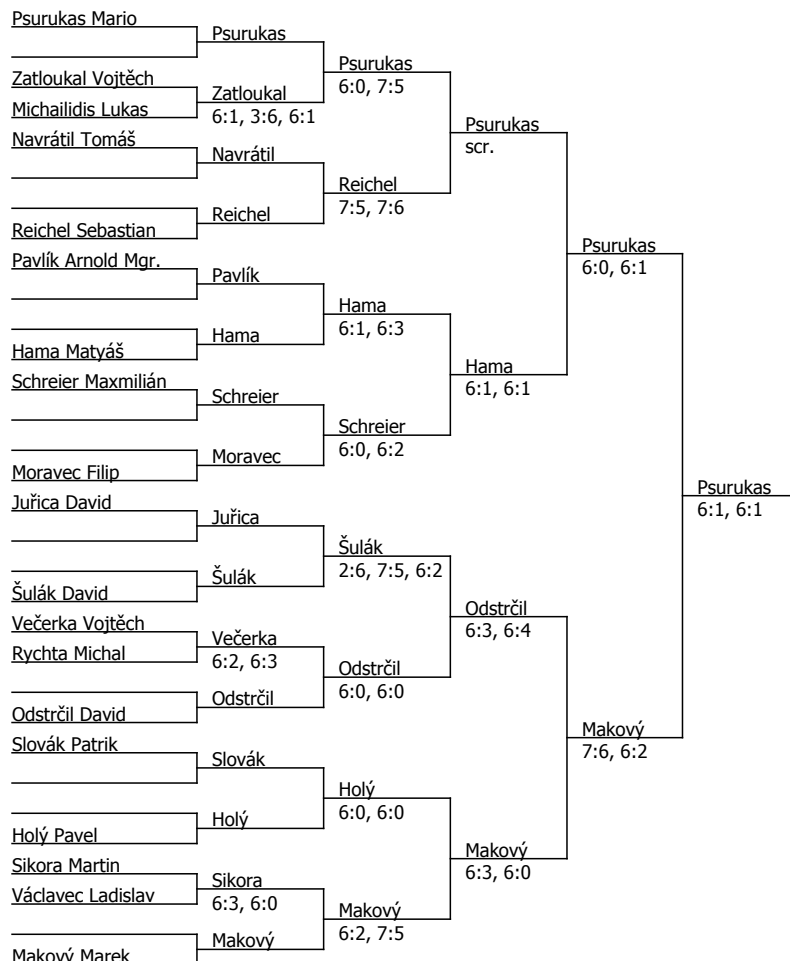 Psurukas Mario
Psurukas
Psurukas
6:0, 7:5
Zatloukal Vojtěch
Zatloukal
Michailidis Lukas
6:1, 3:6, 6:1
Psurukas
scr.
Navrátil Tomáš
Navrátil
Reichel
7:5, 7:6
Reichel
Reichel Sebastian
Psurukas
6:0, 6:1
Pavlík Arnold Mgr.
Pavlík
Hama
6:1, 6:3
Hama
Hama Matyáš
Hama
6:1, 6:1
Schreier Maxmilián
Schreier
Schreier
6:0, 6:2
Moravec
Moravec Filip
Psurukas
6:1, 6:1
Juřica David
Juřica
Šulák
2:6, 7:5, 6:2
Šulák
Šulák David
Odstrčil
6:3, 6:4
Večerka Vojtěch
Večerka
Rychta Michal
6:2, 6:3
Odstrčil
6:0, 6:0
Odstrčil
Odstrčil David
Makový
7:6, 6:2
Slovák Patrik
Slovák
Holý
6:0, 6:0
Holý
Holý Pavel
Makový
6:3, 6:0
Sikora Martin
Sikora
Václavec Ladislav
6:3, 6:0
Makový
6:2, 7:5
Makový
Makový Marek